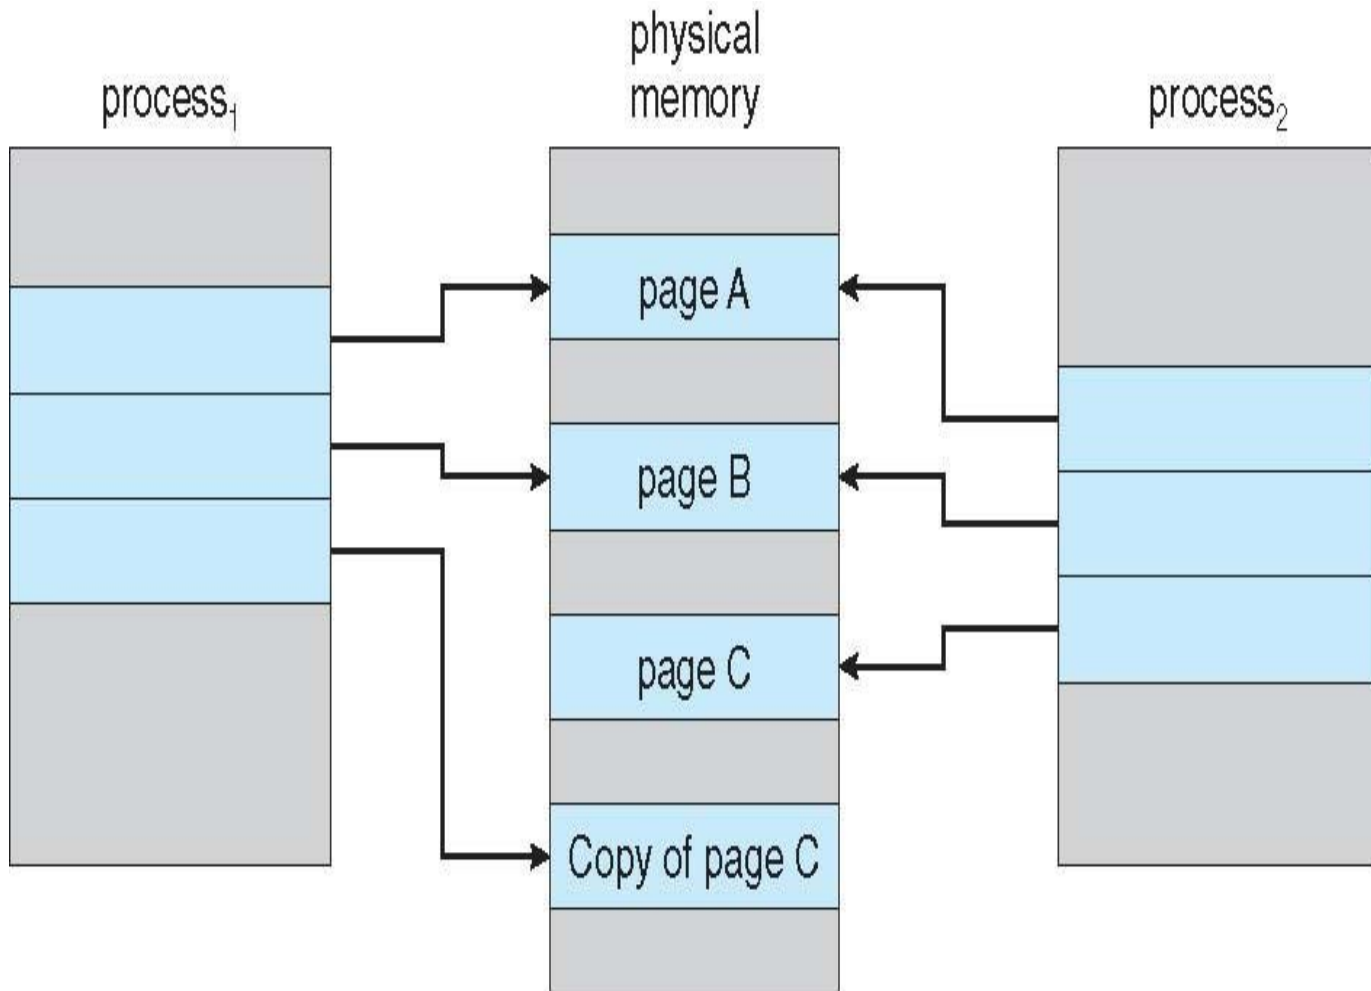 physical
memory
process1
process2
page A
page B
page C
Copy of page C